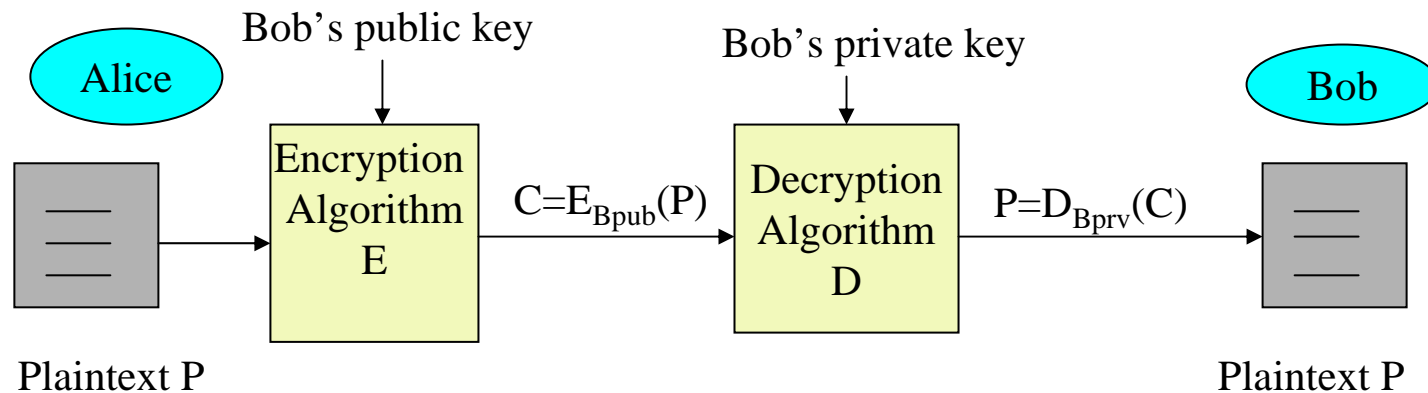 Bob’s public key
Bob’s private key
Alice
Bob
Encryption
Algorithm
E
C=E_Bpub(P)
Decryption
Algorithm
D
P=D_Bprv(C)
Plaintext P
Plaintext P